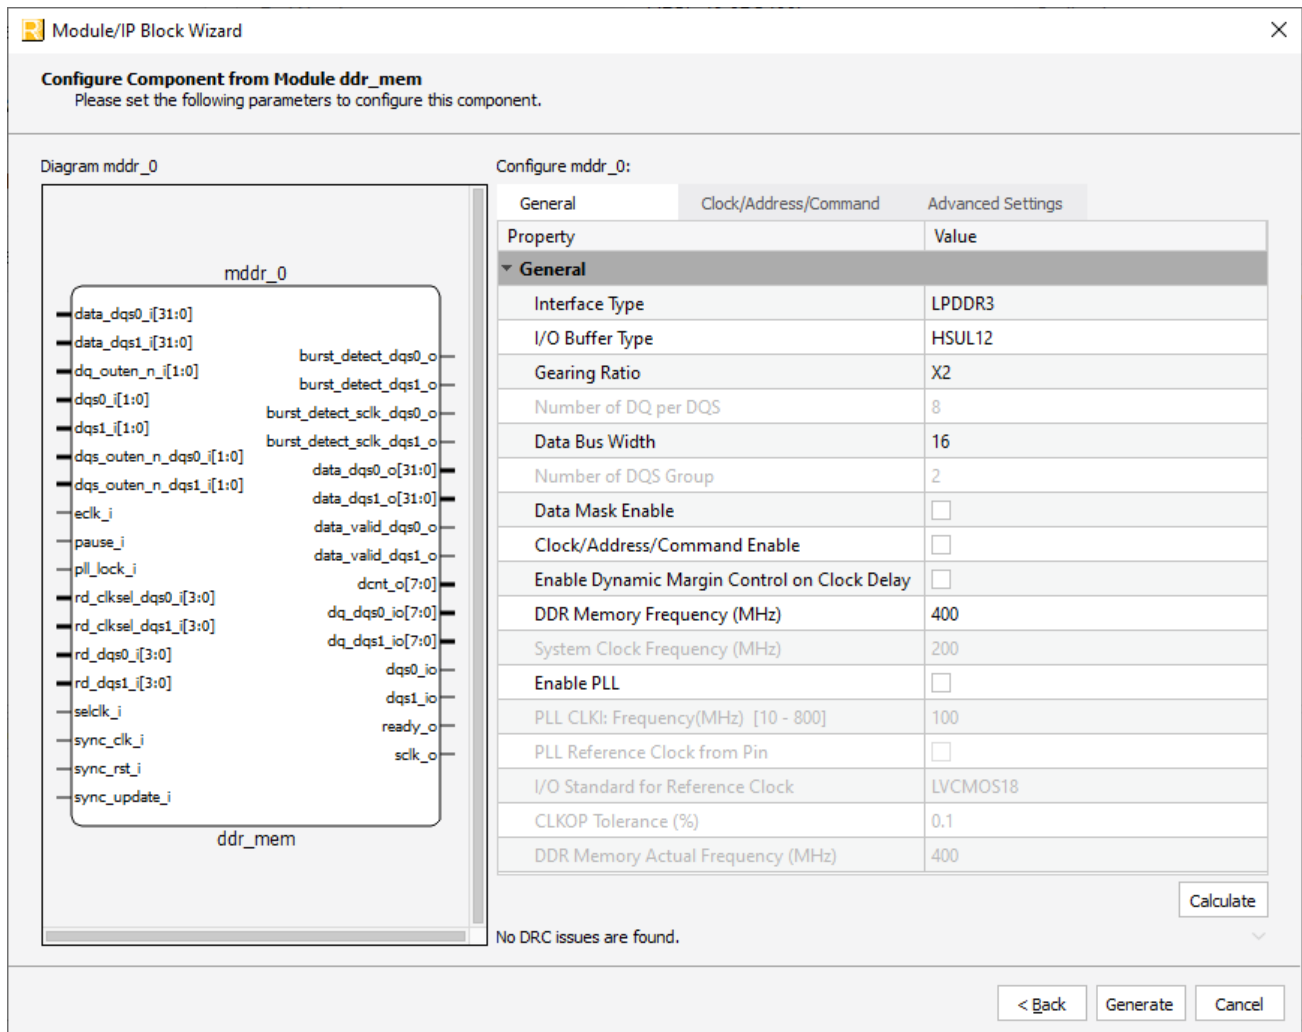 Module/IP Block Wizard
Configure Component from Module ddr_mem
Please set the following parameters to configure this component.
Diagram mddr_0
mddr_0
data_dqs0_i[31:0]
data_dqs1_i[31:0]
dq_outen_n_i[1:0]
dqs0_i[1:0]
dqs1_i[1:0]
dqs_outen_n_dqs0_i[1:0]
dqs_outen_n_dqs1_i[1:0]
eclk_i
pause_i
pll_lock_i
rd_clksel_dqs0_i[3:0]
rd_clksel_dqs1_i[3:0]
rd_dqs0_i[3:0]
rd_dqs1_i[3:0]
selclk_i
sync_clk_i
sync_rst_i
sync_update_i
burst_detect_dqs0_o
burst_detect_dqs1_o
burst_detect_sclk_dqs0_o
burst_detect_sclk_dqs1_o
data_dqs0_o[31:0]
data_dqs1_o[31:0]
data_valid_dqs0_o
data_valid_dqs1_o
dcnt_o[7:0]
dq_dqs0_io[7:0]
dq_dqs1_io[7:0]
dqs0_io
dqs1_io
ready_o
sclk_o
ddr_mem
Configure mddr_0:
General Clock/Address/Command Advanced Settings
Property Value
General
Interface Type LPDDR3
I/O Buffer Type HSUL12
Gearing Ratio X2
Number of DQ per DQS 8
Data Bus Width 16
Number of DQS Group 2
Data Mask Enable
Clock/Address/Command Enable
Enable Dynamic Margin Control on Clock Delay
DDR Memory Frequency (MHz) 400
System Clock Frequency (MHz) 200
Enable PLL
PLL CLKI: Frequency(MHz) [10 - 800] 100
PLL Reference Clock from Pin
I/O Standard for Reference Clock LVCMOS18
CLKOP Tolerance (%) 0.1
DDR Memory Actual Frequency (MHz) 400
Calculate
No DRC issues are found.
< Back Generate Cancel